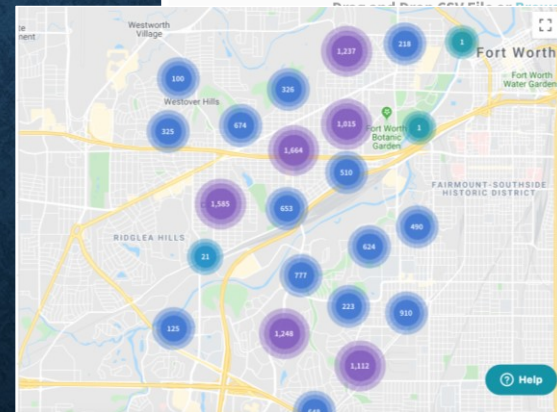 Westworth
Village
1,237
218
1
Fort Worth
100
326
Fort Worth
Water Garden
Westover Hills
325
674
1,015
Fort Worth
Botanic
Garden
1
1,664
510
FAIRMOUNT-SOUTHSIDE
HISTORIC DISTRICT
1,585
653
490
RIDGLEA HILLS
624
21
777
223
910
125
1,248
1,112
Help